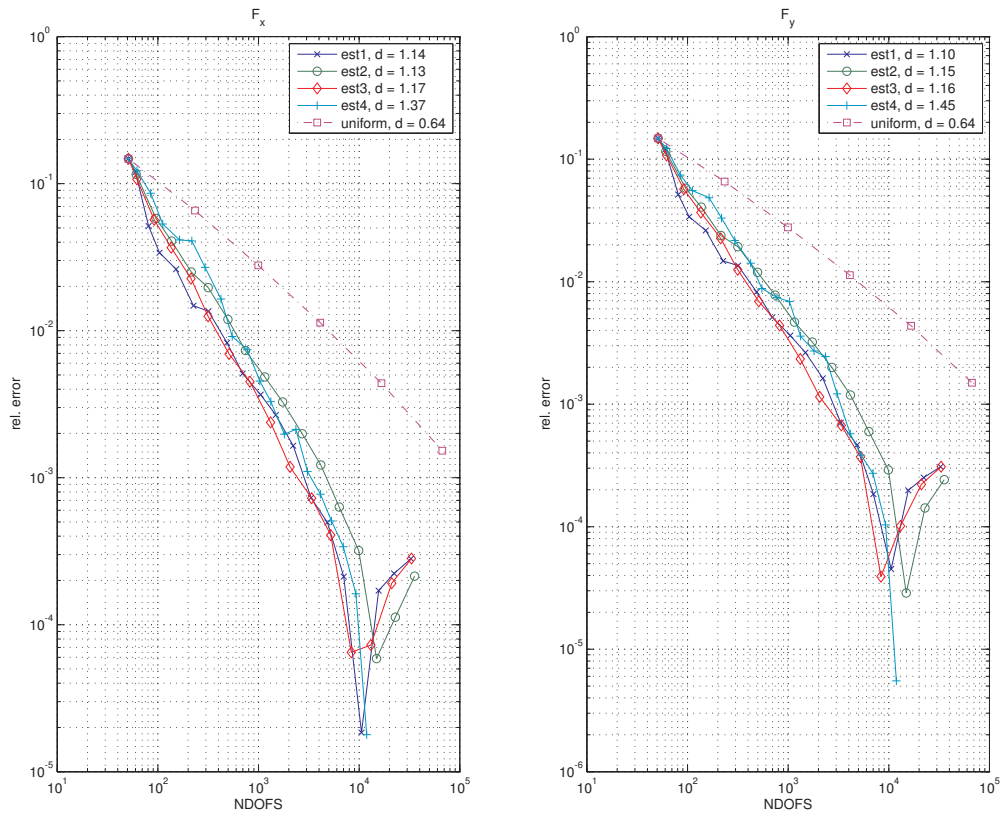 F_x
10^0
10^-1
10^-2
10^-3
10^-4
10^-5
rel. error
10^1
10^2
10^3
10^4
10^5
NDOFS
est1, d = 1.14
est2, d = 1.13
est3, d = 1.17
est4, d = 1.37
uniform, d = 0.64
F_y
10^0
10^-1
10^-2
10^-3
10^-4
10^-5
10^-6
rel. error
10^1
10^2
10^3
10^4
10^5
NDOFS
est1, d = 1.10
est2, d = 1.15
est3, d = 1.16
est4, d = 1.45
uniform, d = 0.64